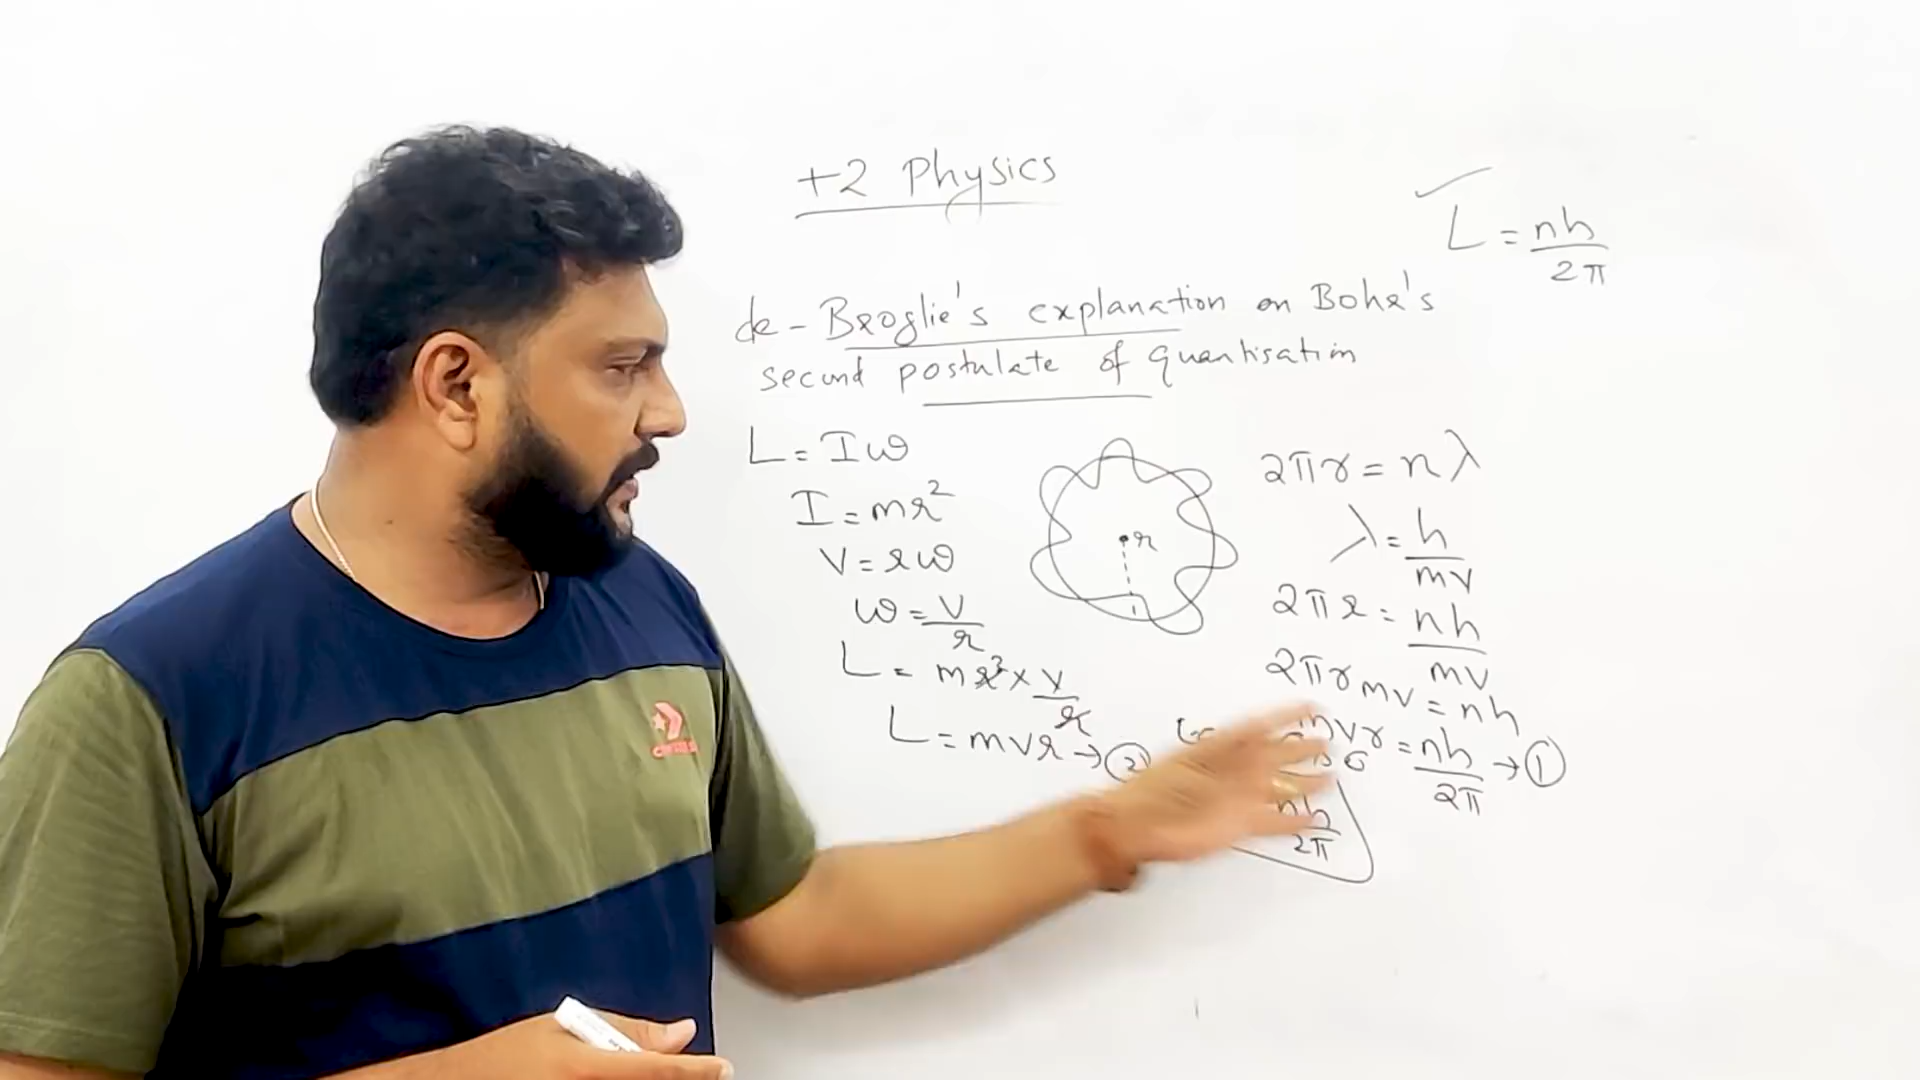 +2 Physics
L = nh/2π
de-Broglie's explanation on Bohr's
second postulate of quantisation
L = Iω
I = mr²
V = rω
ω = V/r
L = mr² × V/r
L = mvr → ②
r
2πr = nλ
λ = h/mv
2πr = nh/mv
2πr mv = nh
mvr = nh/2π → ①
nh/2π